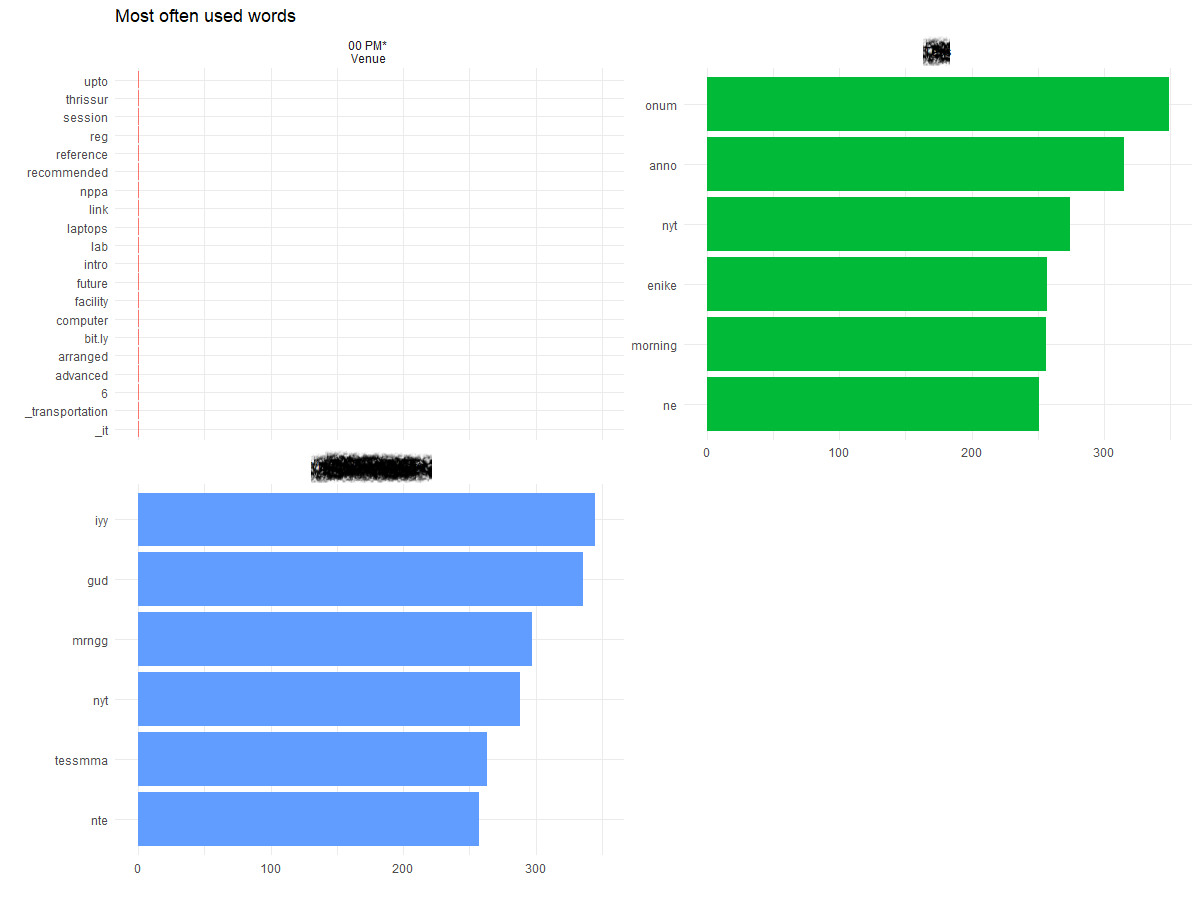 Most often used words
00 PM*
Venue
upto
thrissur
session
reg
reference
recommended
nppa
link
laptops
lab
intro
future
facility
computer
bit.ly
arranged
advanced
6
_transportation
_it
onum
anno
nyt
enike
morning
ne
0 100 200 300
iyy
gud
mrngg
nyt
tessmma
nte
0 100 200 300